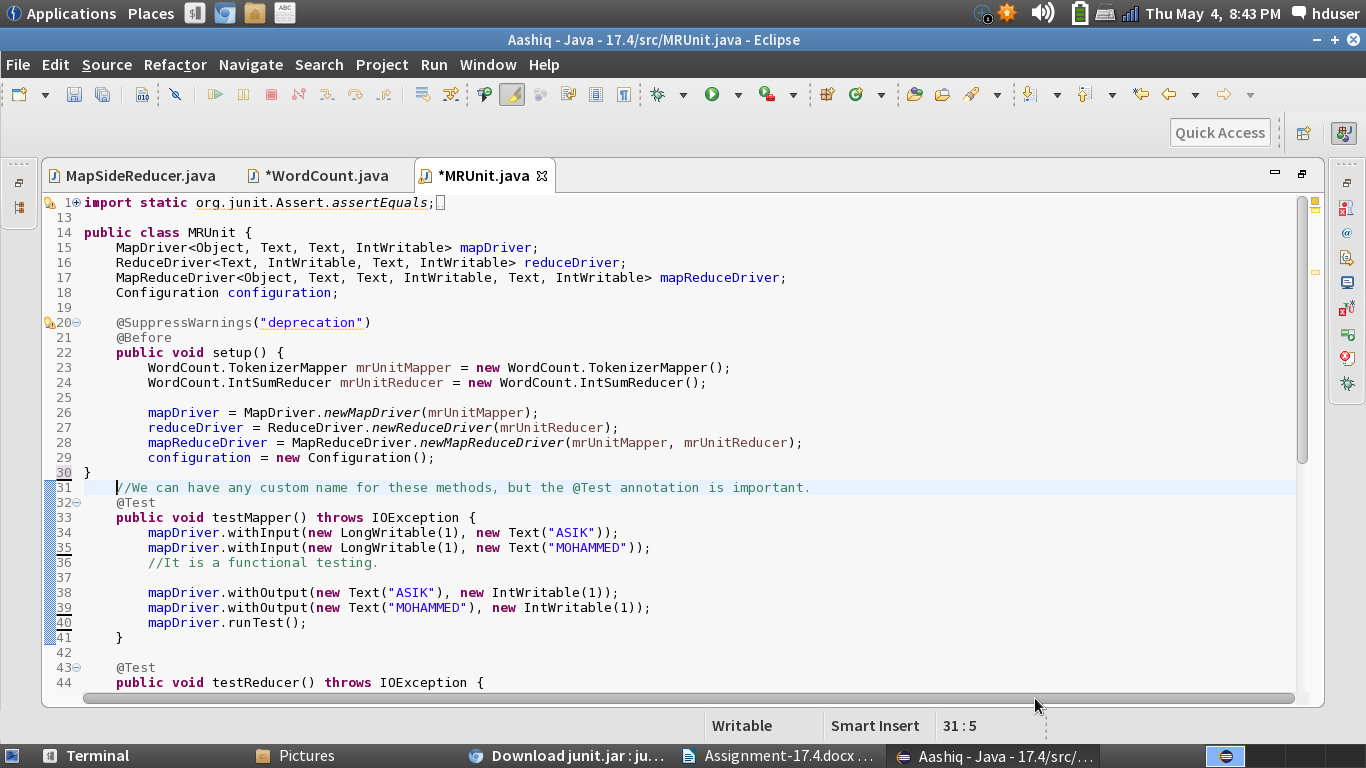 Applications Places Thu May 4, 8:43 PM hduser
Aashiq - Java - 17.4/src/MRUnit.java - Eclipse
File Edit Source Refactor Navigate Search Project Run Window Help
Quick Access
MapSideReducer.java *WordCount.java *MRUnit.java
1 import static org.junit.Assert.assertEquals;
13
14 public class MRUnit {
15 MapDriver<Object, Text, Text, IntWritable> mapDriver;
16 ReduceDriver<Text, IntWritable, Text, IntWritable> reduceDriver;
17 MapReduceDriver<Object, Text, Text, IntWritable, Text, IntWritable> mapReduceDriver;
18 Configuration configuration;
19
20 @SuppressWarnings("deprecation")
21 @Before
22 public void setup() {
23 WordCount.TokenizerMapper mrUnitMapper = new WordCount.TokenizerMapper();
24 WordCount.IntSumReducer mrUnitReducer = new WordCount.IntSumReducer();
25
26 mapDriver = MapDriver.newMapDriver(mrUnitMapper);
27 reduceDriver = ReduceDriver.newReduceDriver(mrUnitReducer);
28 mapReduceDriver = MapReduceDriver.newMapReduceDriver(mrUnitMapper, mrUnitReducer);
29 configuration = new Configuration();
30 }
31 //We can have any custom name for these methods, but the @Test annotation is important.
32 @Test
33 public void testMapper() throws IOException {
34 mapDriver.withInput(new LongWritable(1), new Text("ASIK"));
35 mapDriver.withInput(new LongWritable(1), new Text("MOHAMMED"));
36 //It is a functional testing.
37
38 mapDriver.withOutput(new Text("ASIK"), new IntWritable(1));
39 mapDriver.withOutput(new Text("MOHAMMED"), new IntWritable(1));
40 mapDriver.runTest();
41 }
42
43 @Test
44 public void testReducer() throws IOException {
Writable Smart Insert 31 : 5
Terminal Pictures Download junit.jar : ju... Assignment-17.4.docx ... Aashiq - Java - 17.4/src/...